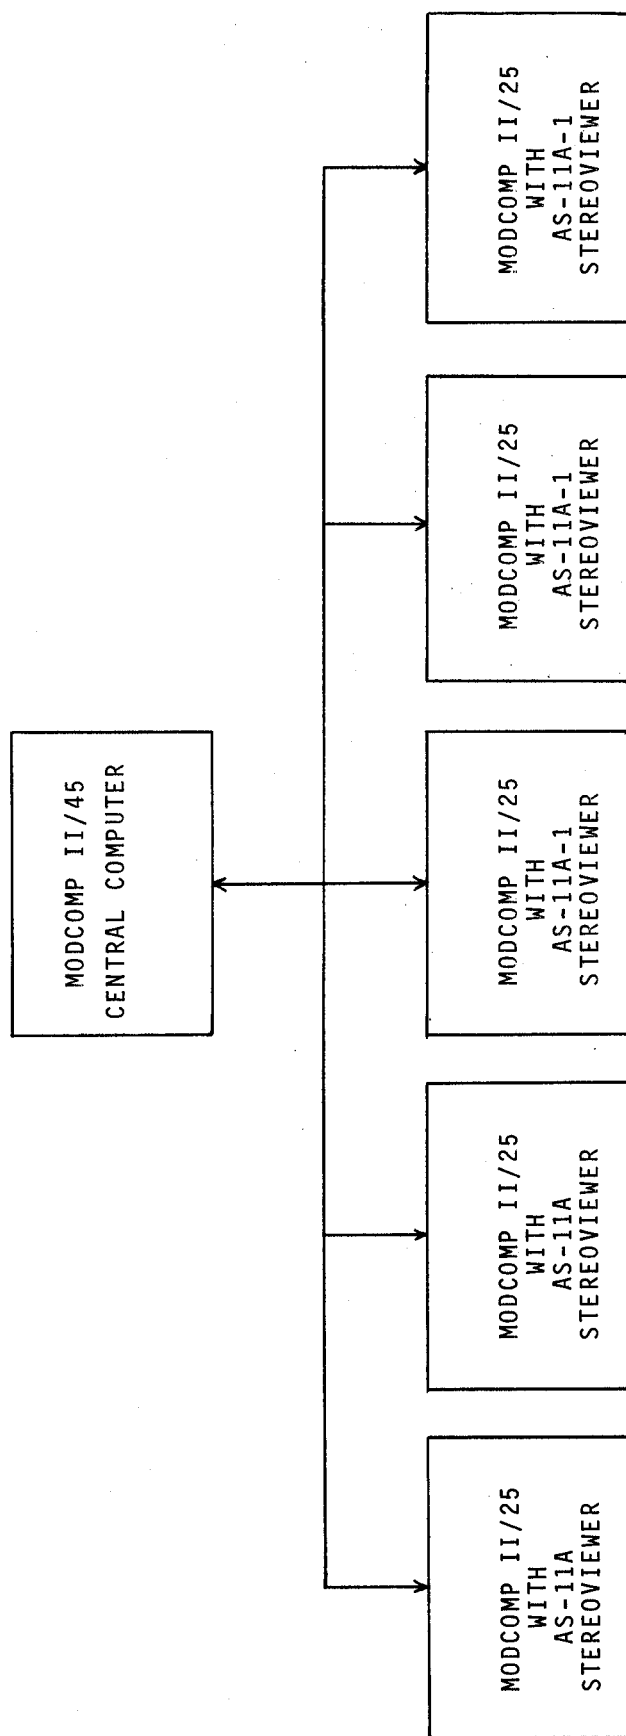 MODCOMP II/45
CENTRAL COMPUTER
MODCOMP II/25
WITH
AS-11A
STEREOVIEWER
MODCOMP II/25
WITH
AS-11A
STEREOVIEWER
MODCOMP II/25
WITH
AS-11A-1
STEREOVIEWER
MODCOMP II/25
WITH
AS-11A-1
STEREOVIEWER
MODCOMP II/25
WITH
AS-11A-1
STEREOVIEWER